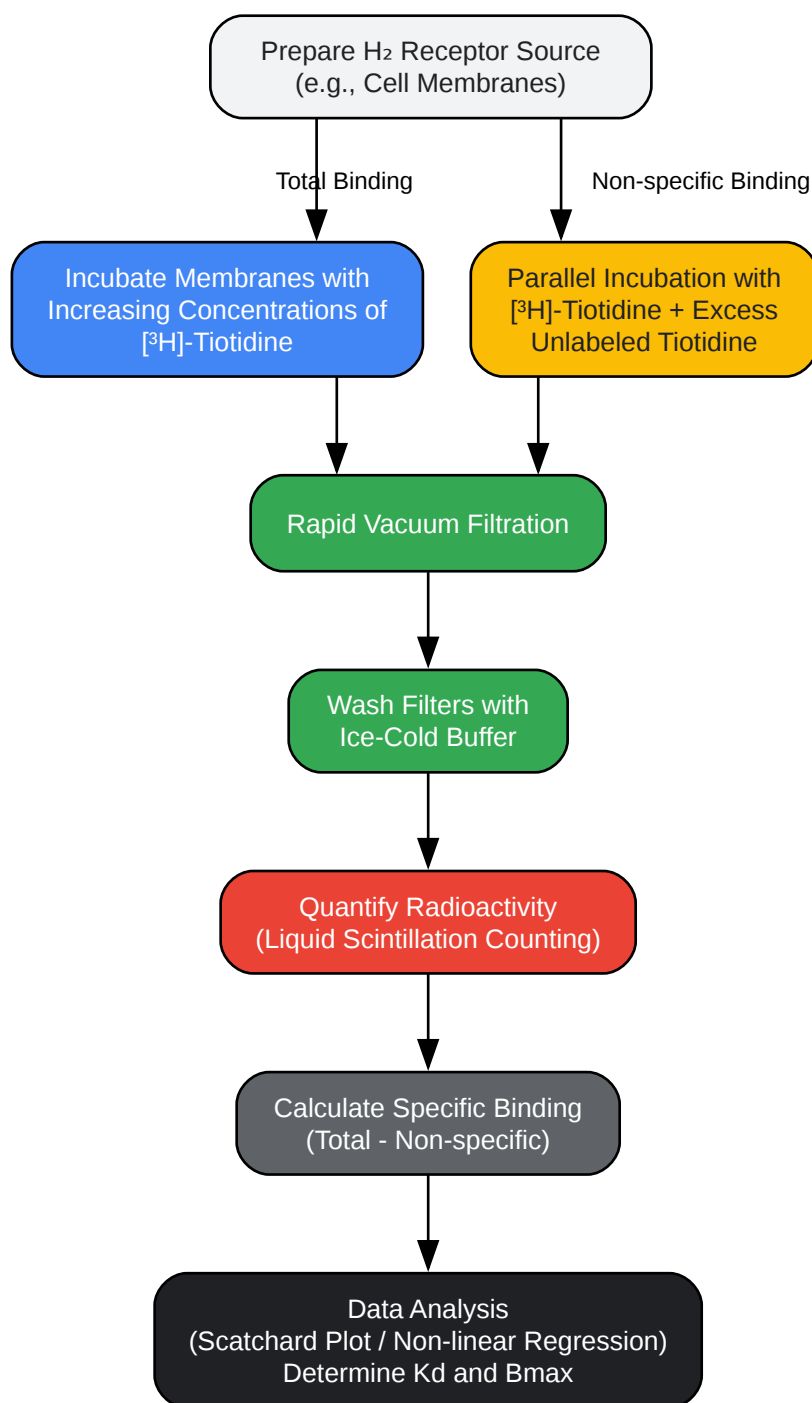 Prepare H₂ Receptor Source
(e.g., Cell Membranes)
Total Binding
Non-specific Binding
Incubate Membranes with
Increasing Concentrations of
[³H]-Tiotidine
Parallel Incubation with
[³H]-Tiotidine + Excess
Unlabeled Tiotidine
Rapid Vacuum Filtration
Wash Filters with
Ice-Cold Buffer
Quantify Radioactivity
(Liquid Scintillation Counting)
Calculate Specific Binding
(Total - Non-specific)
Data Analysis
(Scatchard Plot / Non-linear Regression)
Determine Kd and Bmax